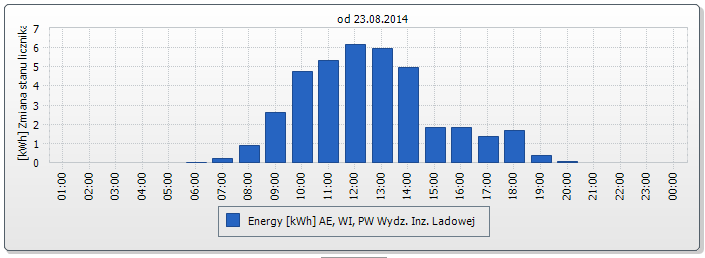 od 23.08.2014
[kWh] Zmiana stanu licznika
7
6
5
4
3
2
1
0
01:00 02:00 03:00 04:00 05:00 06:00 07:00 08:00 09:00 10:00 11:00 12:00 13:00 14:00 15:00 16:00 17:00 18:00 19:00 20:00 21:00 22:00 23:00 00:00
Energy [kWh] AE, WI, PW Wydz. Inz. Ladowej